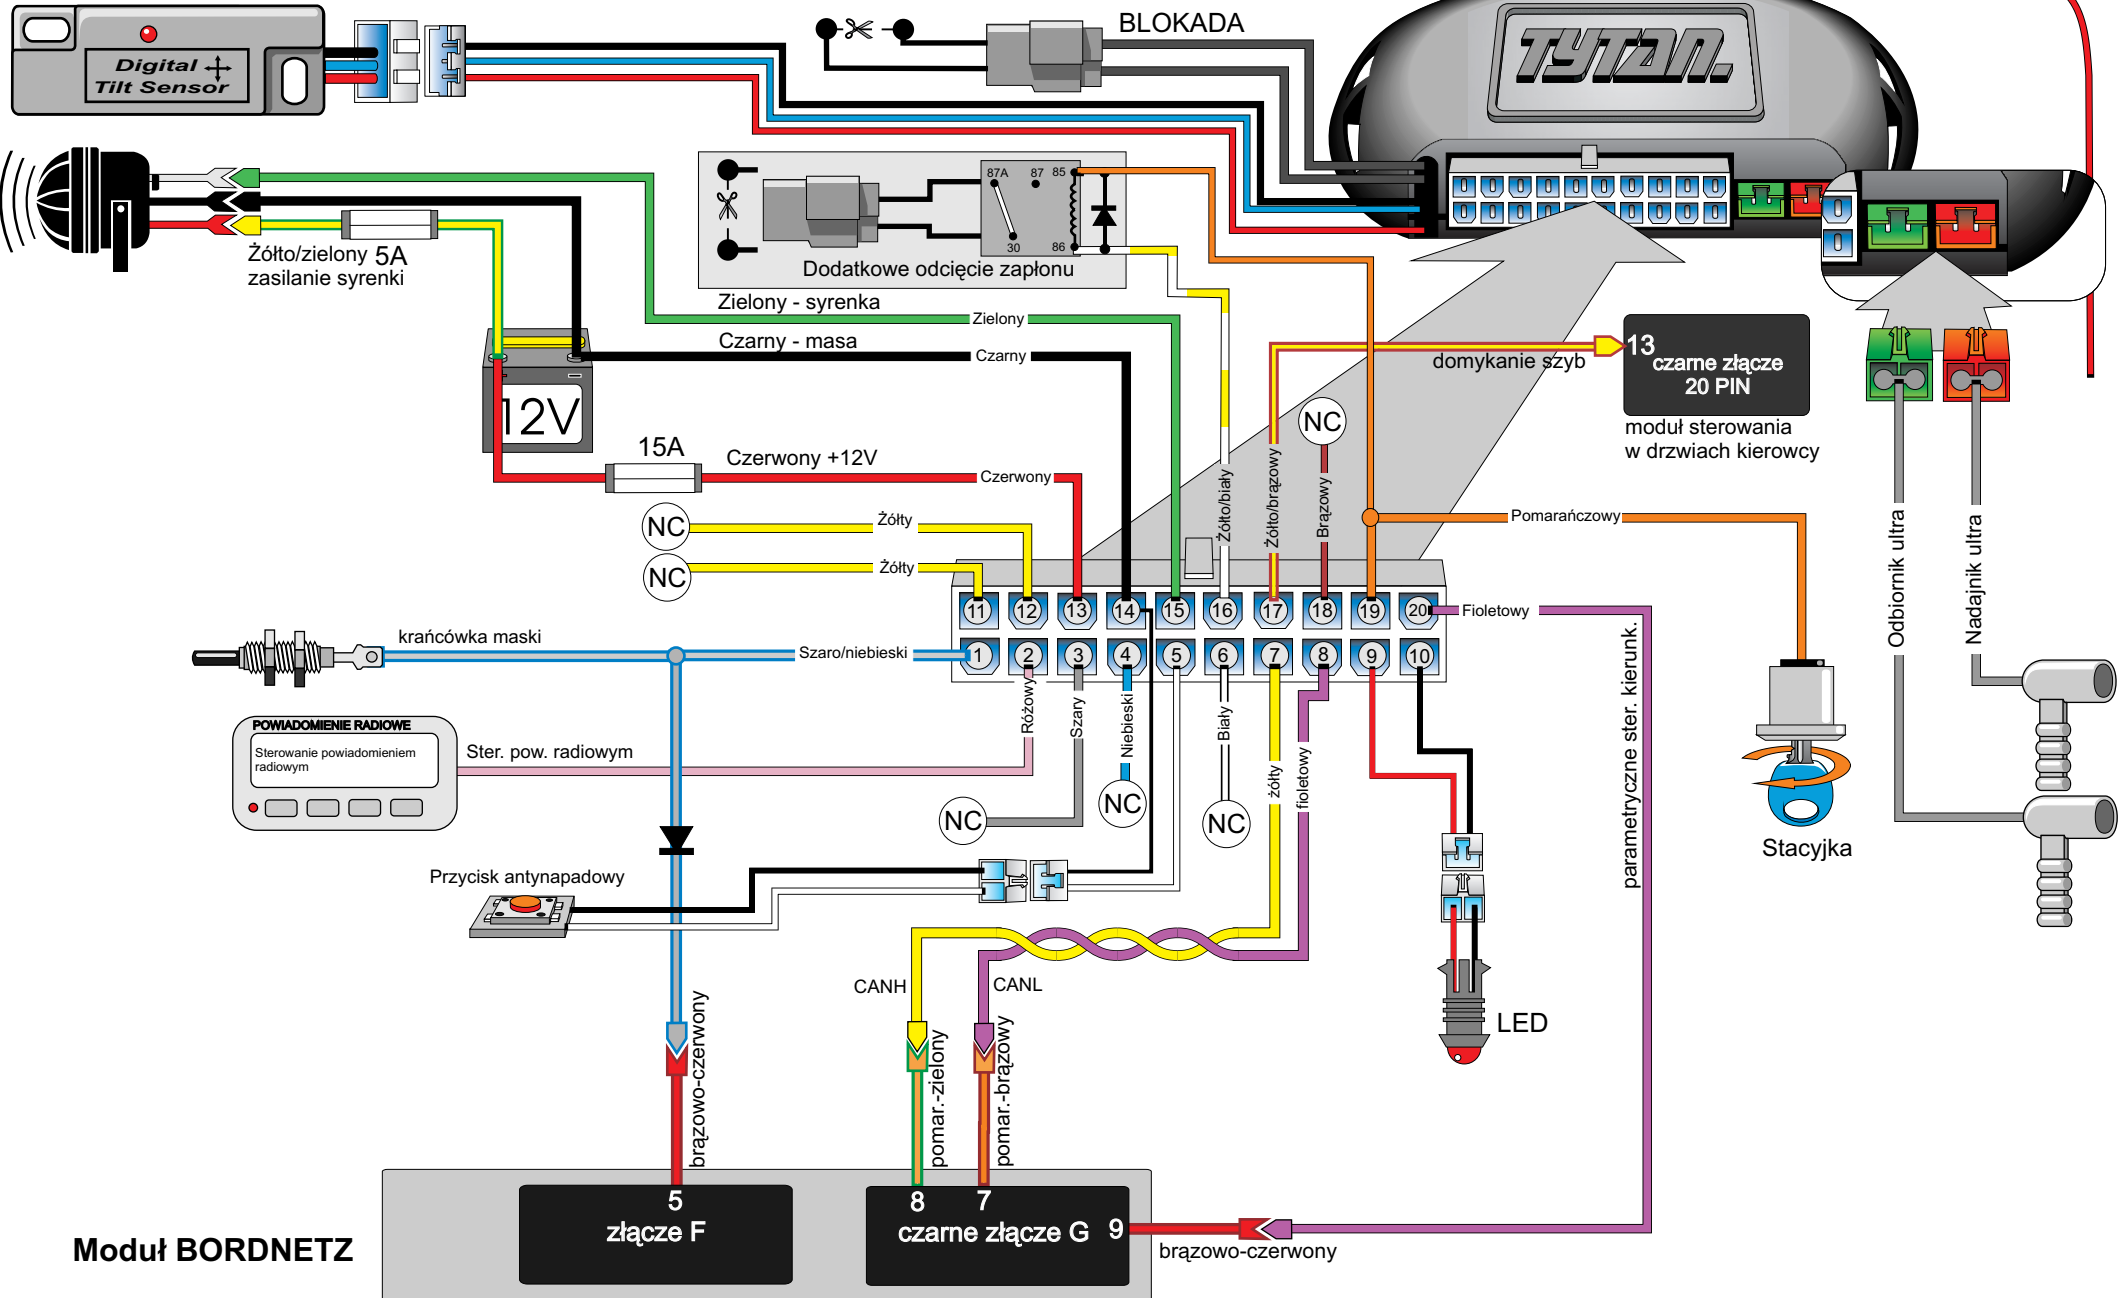 Digital
Tilt Sensor
BLOKADA
TYTAN.
87A 87 85
30 86
Dodatkowe odcięcie zapłonu
Żółto/zielony 5A
zasilanie syrenki
Zielony - syrenka
Zielony
Czarny - masa
Czarny
12V
15A
Czerwony +12V
Czerwony
NC
Żółty
NC
Żółty
domykanie szyb
13
czarne złącze
20 PIN
moduł sterowania
w drzwiach kierowcy
NC
Żółto/biały
Żółto/brązowy
Brązowy
Pomarańczowy
Odbiornik ultra
Nadajnik ultra
11 12 13 14 15 16 17 18 19 20
Fioletowy
1 2 3 4 5 6 7 8 9 10
krańcówka maski
Szaro/niebieski
Różowy
Szary
Niebieski
Biały
żółty
fioletowy
parametryczne ster. kierunk.
POWIADOMIENIE RADIOWE
Sterowanie powiadomieniem
radiowym
Ster. pow. radiowym
NC
NC
NC
Stacyjka
Przycisk antynapadowy
CANH
CANL
LED
brązowo-czerwony
pomar.-zielony
pomar.-brązowy
5
złącze F
8 7
czarne złącze G 9
brązowo-czerwony
Moduł BORDNETZ